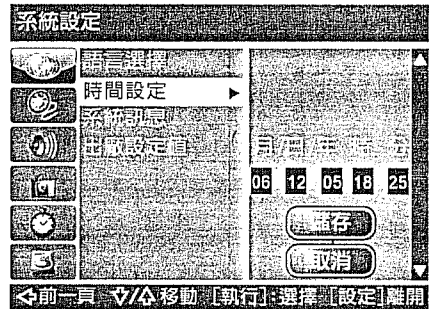 系統設定
語言選擇
時間設定
系統訊息
出廠設定值
月 日 年 時 分
06 12 05 18 25
儲存
取消
前一頁 移動 [執行]:選擇 [設定]離開